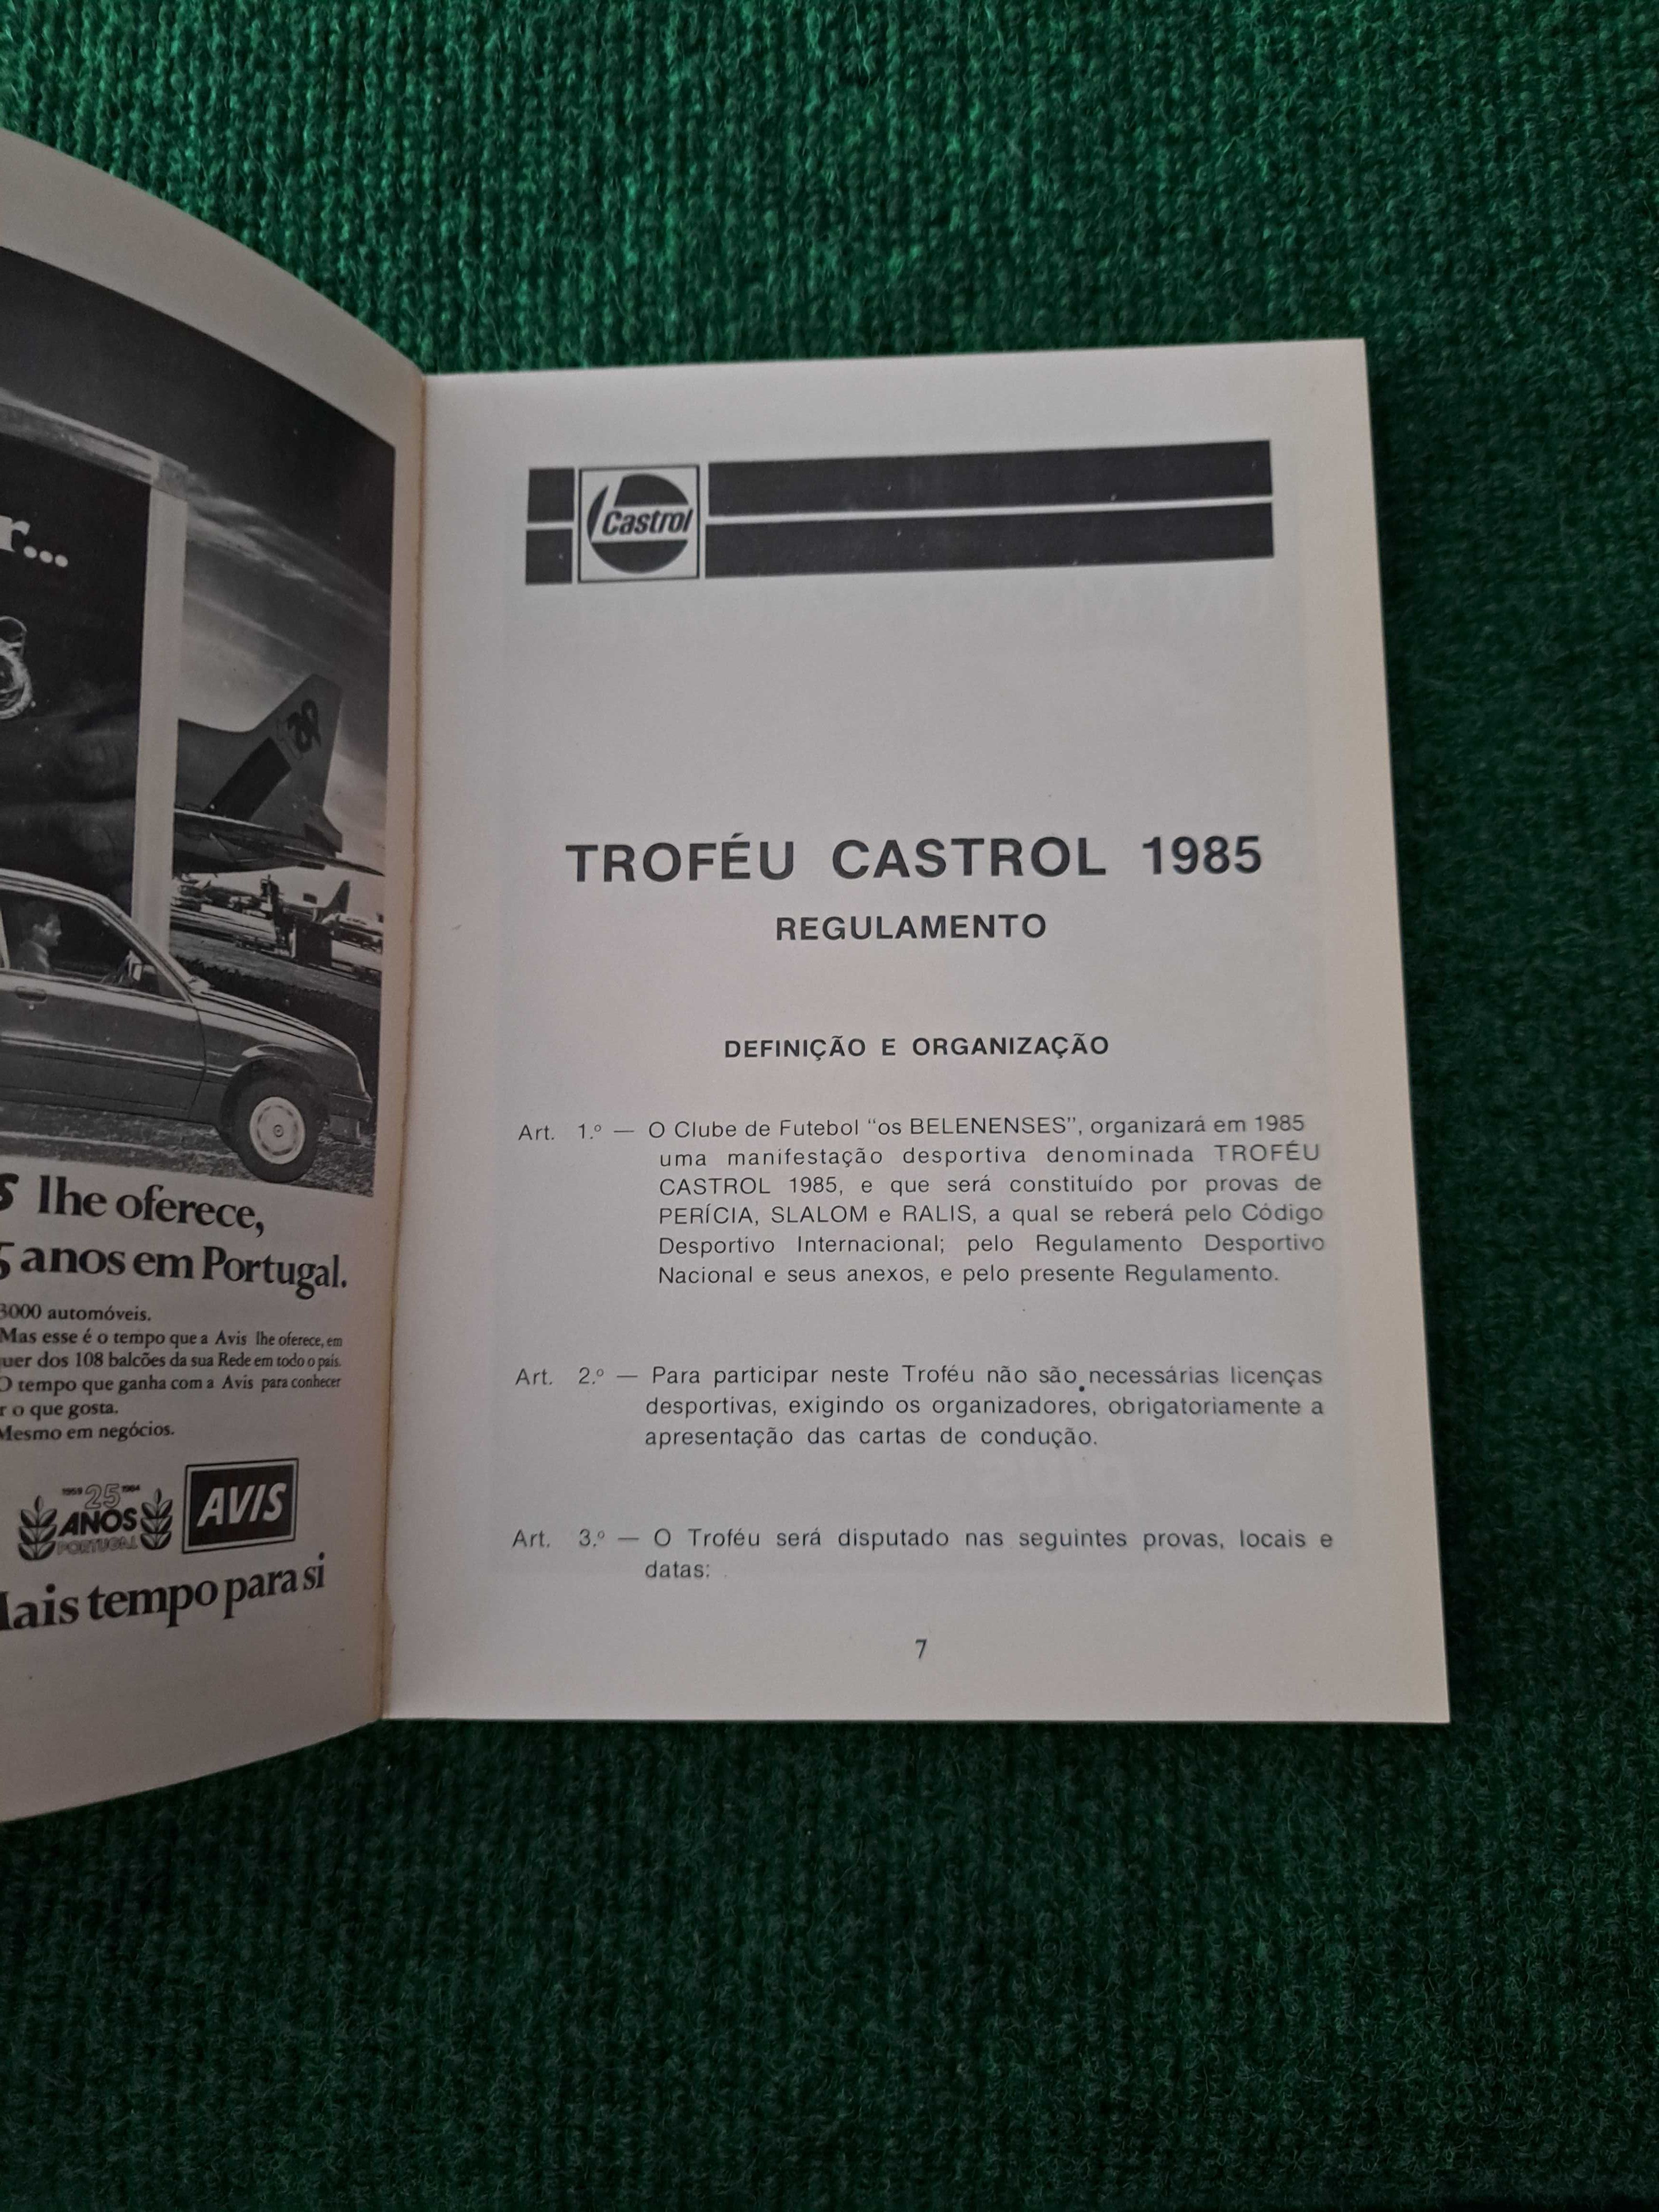 r...
lhe oferece,
anos em Portugal.
3000 automóveis.
Mas esse é o tempo que a Avis lhe oferece, em
uer dos 108 balcões da sua Rede em todo o país.
O tempo que ganha com a Avis para conhecer
r o que gosta.
Mesmo em negócios.
1959 25 1984
ANOS
PORTUGAL
AVIS
Mais tempo para si
Castrol
TROFÉU CASTROL 1985
REGULAMENTO
DEFINIÇÃO E ORGANIZAÇÃO
Art. 1.º — O Clube de Futebol “os BELENENSES”, organizará em 1985
uma manifestação desportiva denominada TROFÉU
CASTROL 1985, e que será constituído por provas de
PERÍCIA, SLALOM e RALIS, a qual se reberá pelo Código
Desportivo Internacional; pelo Regulamento Desportivo
Nacional e seus anexos, e pelo presente Regulamento.
Art. 2.º — Para participar neste Troféu não são necessárias licenças
desportivas, exigindo os organizadores, obrigatoriamente a
apresentação das cartas de condução.
Art. 3.º — O Troféu será disputado nas seguintes provas, locais e
datas:
7